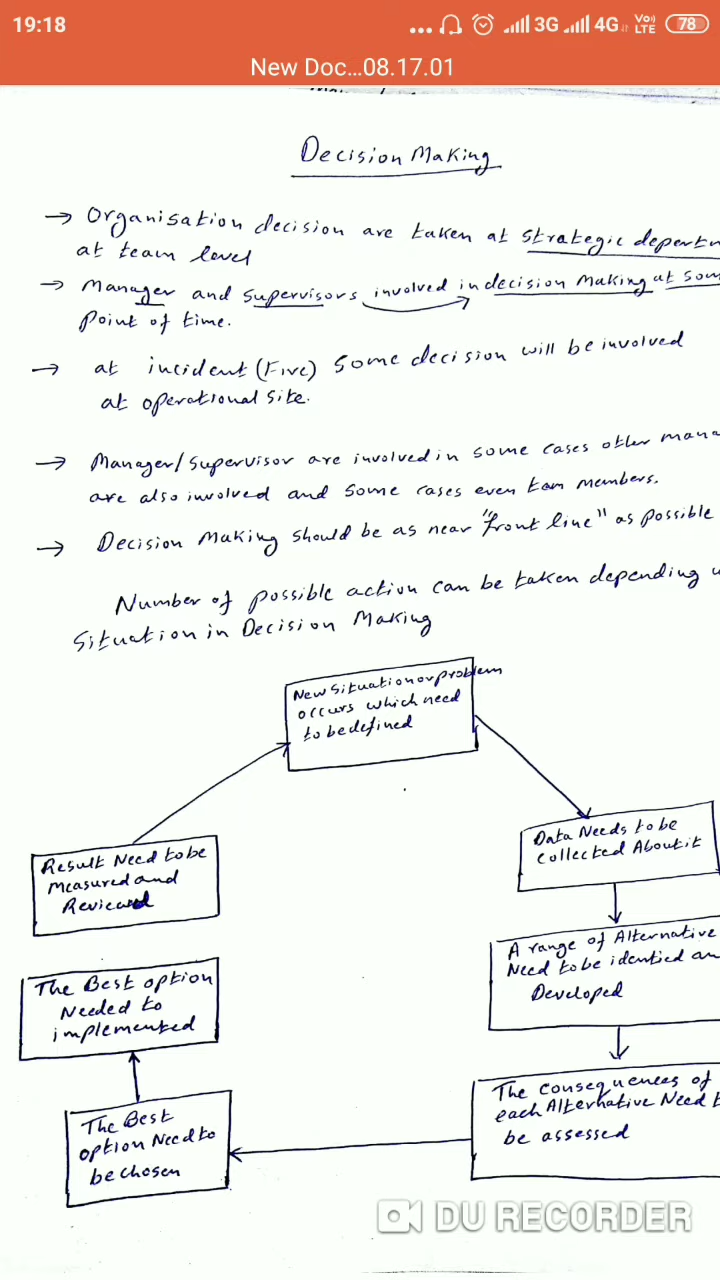 19:18
... 3G 4G VoLTE 78
New Doc...08.17.01
Decision Making
→ Organisation decision are taken at strategic
at team level
→ Manager and supervisors involved in decision making at
point of time.
→ at incident (Five) some decision will be involved
at operational site.
→ Manager/Supervisor are involved in some cases other
are also involved and some cases even tem members.
→ Decision Making should be as near "front line" as possible
Number of possible action can be taken depending
situation in Decision Making
New situation or problem
occurs which need
to be defined
Data Needs to be
collected About it
A range of Alternative
Need to be identied
Developed
The consequences of
each Alternative Need
be assessed
The Best
option Need to
be chosen
The Best option
Needed to
implemented
Result Need to be
Measured and
DU RECORDER